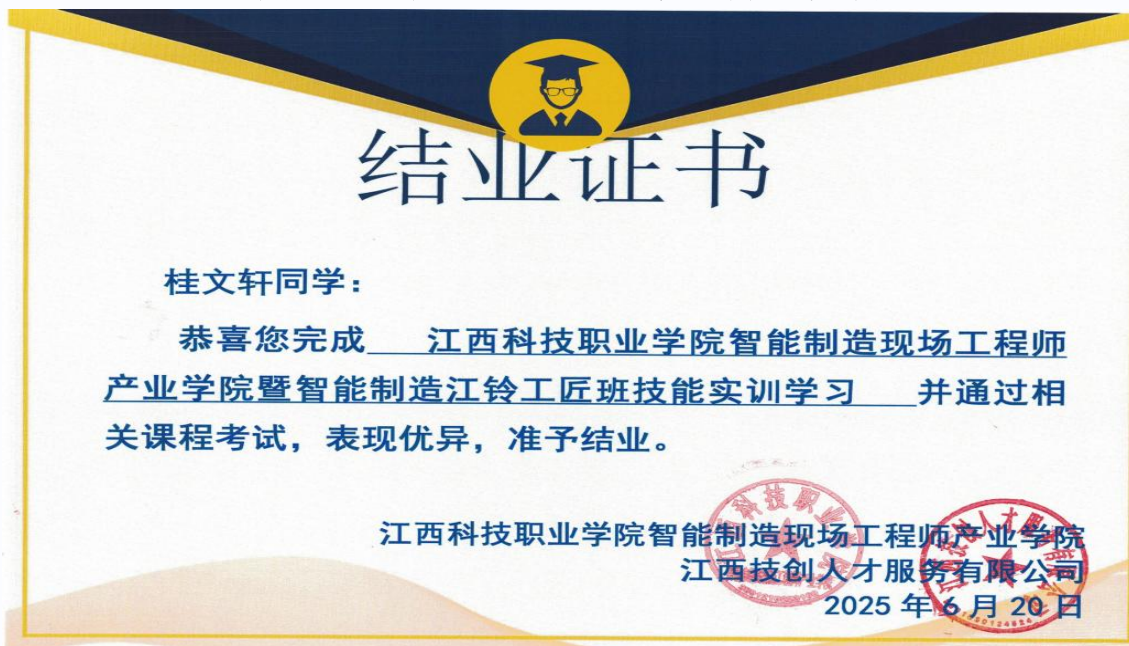 结业证书
桂文轩同学：
恭喜您完成 江西科技职业学院智能制造现场工程师
产业学院暨智能制造江铃工匠班技能实训学习 并通过相
关课程考试，表现优异，准予结业。
江西科技职业学院智能制造现场工程师产业学院
江西技创人才服务有限公司
2025 年 6 月 20 日